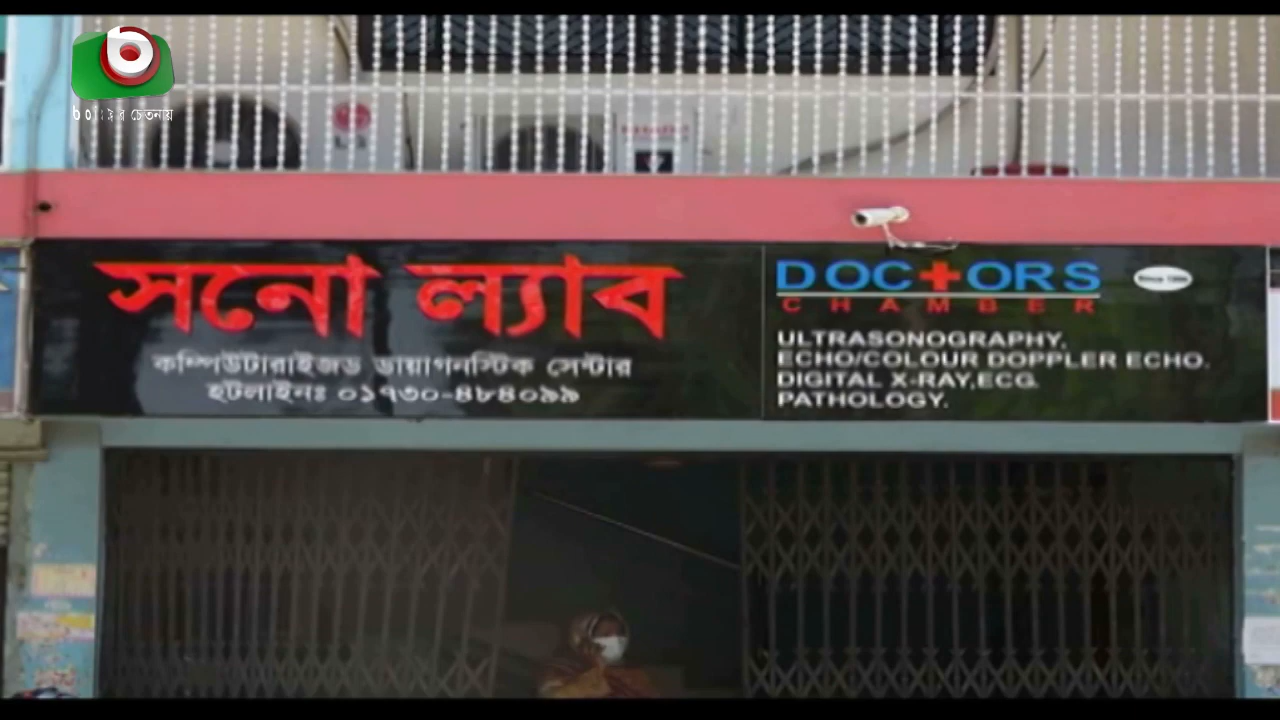 b
সনো ল্যাব
কম্পিউটারাইজড ডায়াগনস্টিক সেন্টার
হটলাইনঃ ০১৭৩০-৪৮৪০৯৯
DOCTORS
CHAMBER
ULTRASONOGRAPHY,
ECHO/COLOUR DOPPLER ECHO.
DIGITAL X-RAY,ECG.
PATHOLOGY.